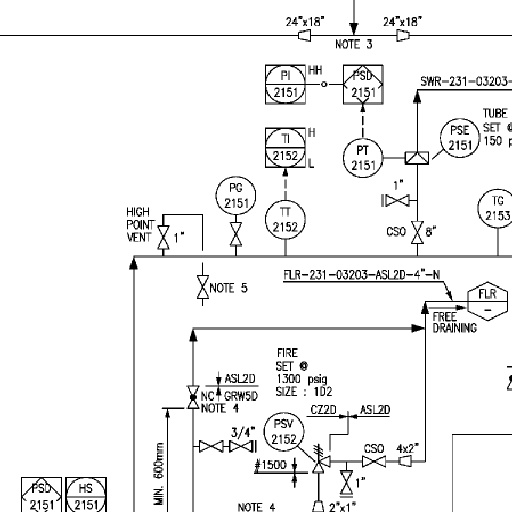 24"x18"
24"x18"
NOTE 3
PI
2151
HH
PSD
2151
SWR-231-03203-
TUBE
SET @
150 p
PSE
2151
TI
2152
H
L
PT
2151
PG
2151
1"
TT
2152
TG
2153
HIGH
POINT
VENT
1"
CSO
8"
NOTE 5
FLR-231-03203-ASL2D-4"-N
FLR
-
FREE
DRAINING
FIRE
SET @
1300 psig
SIZE : 1D2
ASL2D
NC
GRW5D
NOTE 4
CZ2D
ASL2D
PSV
2152
3/4"
CSO
4x2"
#1500
1"
MIN. 600mm
PSD
2151
HS
2151
NOTE 4
2"x1"